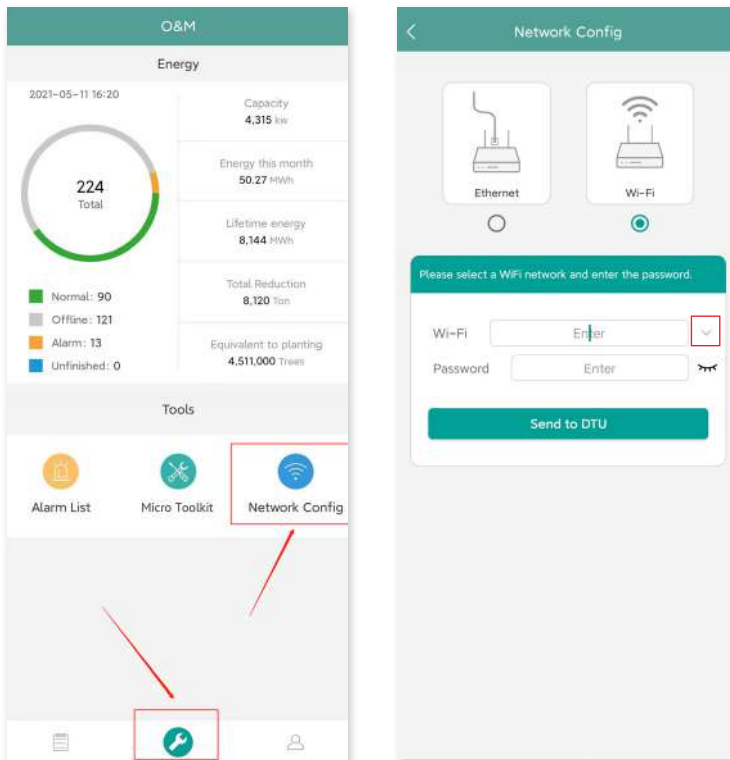 O&M
Energy
2021-05-11 16:20
224
Total
Normal: 90
Offline: 121
Alarm: 13
Unfinished: 0
Capacity
4,315 kw
Energy this month
50.27 MWh
Lifetime energy
8,144 MWh
Total Reduction
8,120 Ton
Equivalent to planting
4,511,000 Trees
Tools
Alarm List
Micro Toolkit
Network Config
Network Config
Ethernet
Wi-Fi
Please select a WiFi network and enter the password.
Wi-Fi Enter
Password Enter
Send to DTU